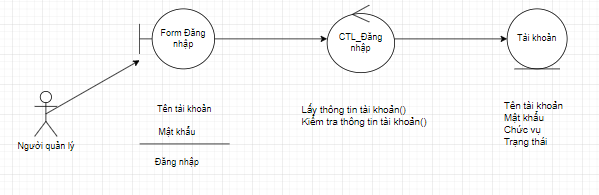 Form Đăng
nhập
CTL_Đăng
nhập
Tài khoản
Người quản lý
Tên tài khoản
Mật khẩu
Đăng nhập
Lấy thông tin tài khoản()
Kiểm tra thông tin tài khoản()
Tên tài khoản
Mật khẩu
Chức vụ
Trạng thái